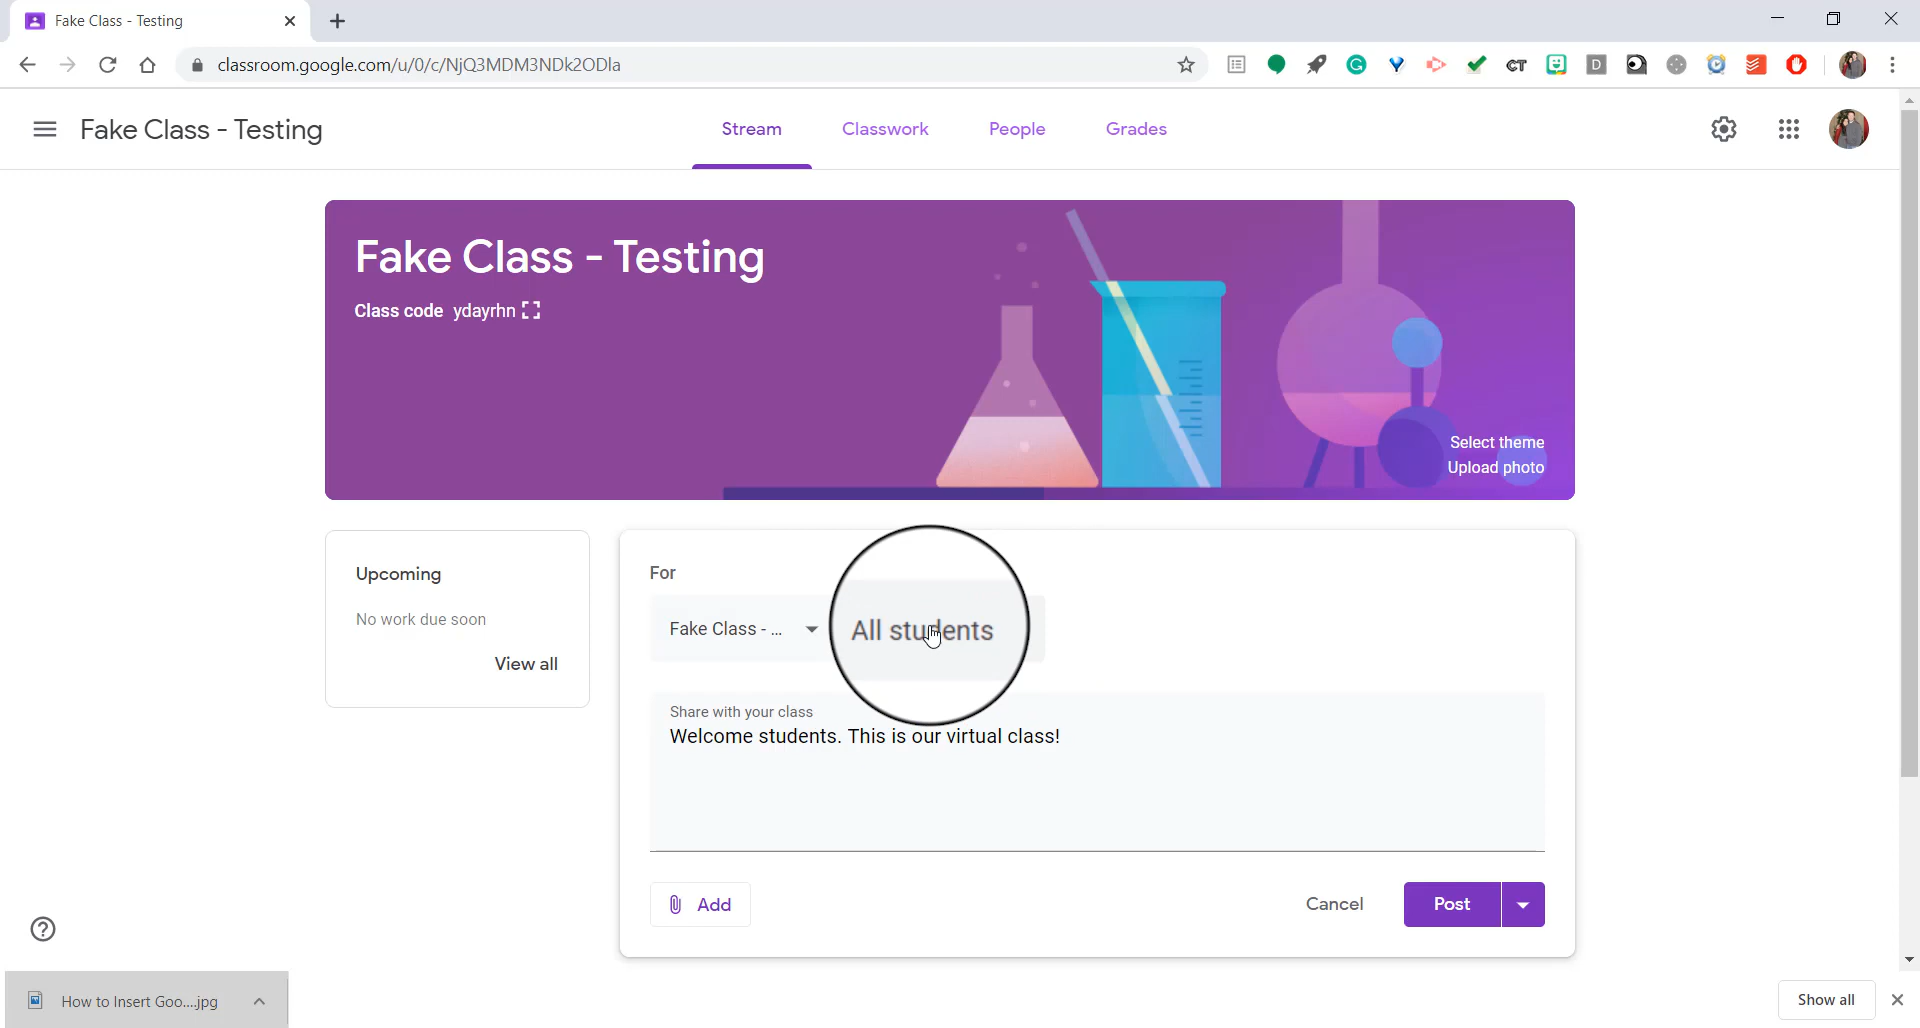 Fake Class - Testing
classroom.google.com/u/0/c/NjQ3MDM3NDk2ODla
Fake Class - Testing
Stream
Classwork
People
Grades
Fake Class - Testing
Class code ydayrhn
Select theme
Upload photo
Upcoming
No work due soon
View all
For
Fake Class - ...
All students
Share with your class
Welcome students. This is our virtual class!
Add
Cancel
Post
How to Insert Goo....jpg
Show all